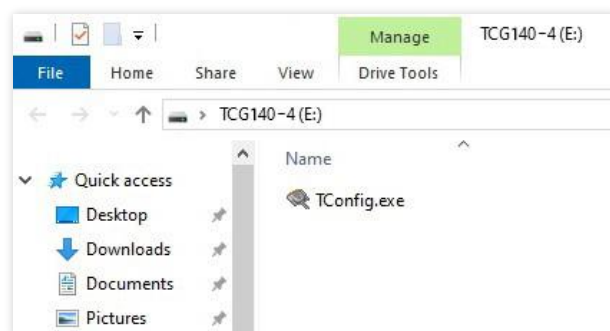 Manage
TCG140-4 (E:)
File
Home
Share
View
Drive Tools
TCG140-4 (E:)
Name
Quick access
TConfig.exe
Desktop
Downloads
Documents
Pictures